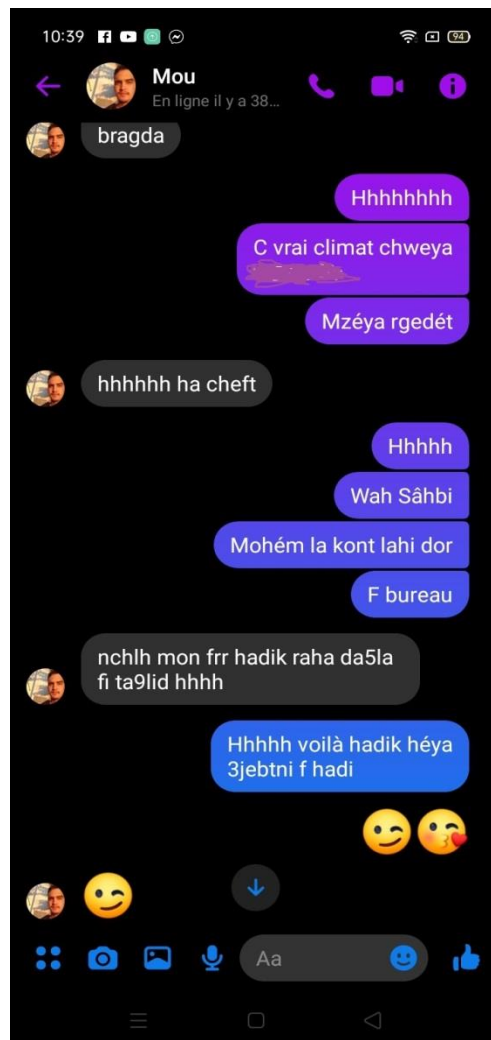 10:39
94
Mou
En ligne il y a 38...
bragda
Hhhhhhhh
C vrai climat chweya
Mzéya rgedét
hhhhhh ha cheft
Hhhhh
Wah Sâhbi
Mohém la kont lahi dor
F bureau
nchlh mon frr hadik raha da5la
fi ta9lid hhhh
Hhhhh voilà hadik héya
3jebtni f hadi
Aa